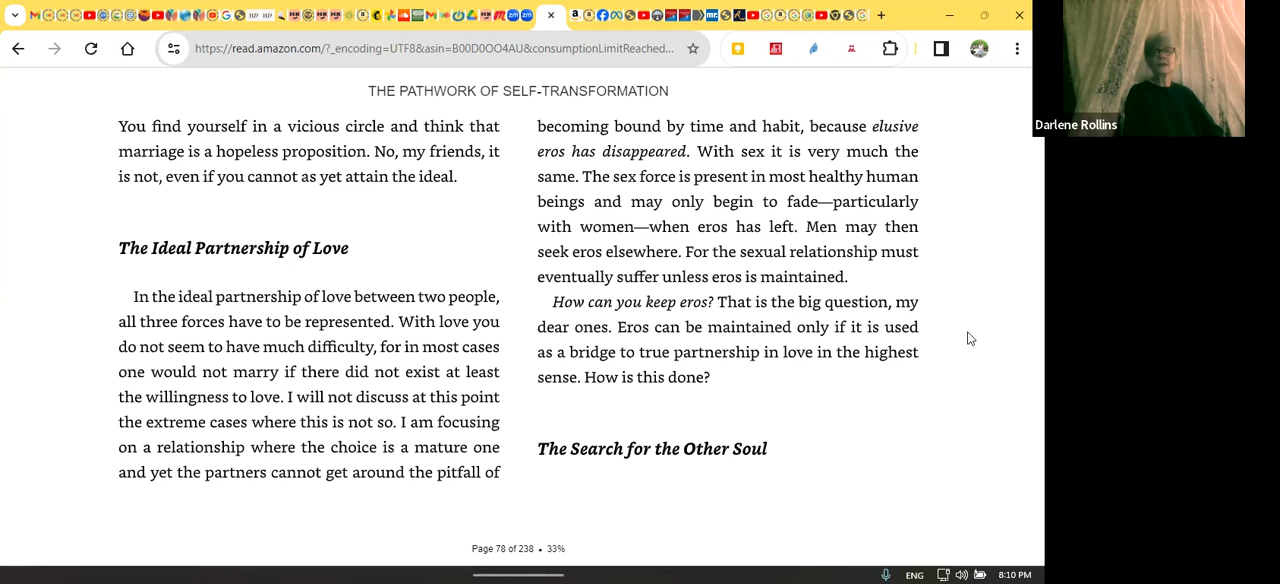 https://read.amazon.com/?_encoding=UTF8&asin=B00D0OO4AU&consumptionLimitReached...
THE PATHWORK OF SELF-TRANSFORMATION
You find yourself in a vicious circle and think that
marriage is a hopeless proposition. No, my friends, it
is not, even if you cannot as yet attain the ideal.
The Ideal Partnership of Love
In the ideal partnership of love between two people,
all three forces have to be represented. With love you
do not seem to have much difficulty, for in most cases
one would not marry if there did not exist at least
the willingness to love. I will not discuss at this point
the extreme cases where this is not so. I am focusing
on a relationship where the choice is a mature one
and yet the partners cannot get around the pitfall of
becoming bound by time and habit, because elusive
eros has disappeared. With sex it is very much the
same. The sex force is present in most healthy human
beings and may only begin to fade—particularly
with women—when eros has left. Men may then
seek eros elsewhere. For the sexual relationship must
eventually suffer unless eros is maintained.
How can you keep eros? That is the big question, my
dear ones. Eros can be maintained only if it is used
as a bridge to true partnership in love in the highest
sense. How is this done?
The Search for the Other Soul
Page 78 of 238 • 33%
Darlene Rollins
ENG
8:10 PM